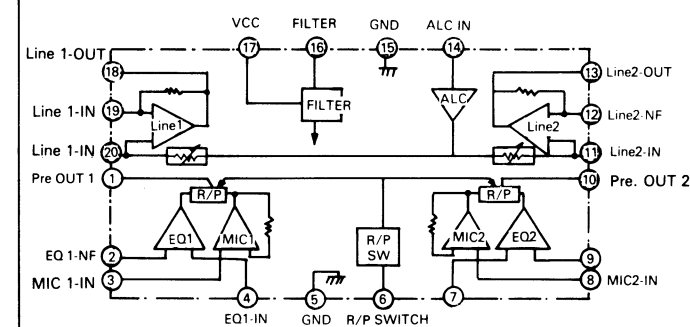 VCC FILTER GND ALC IN
17 16 15 14
Line 1-OUT
18
13 Line2-OUT
Line 1-IN 19
FILTER
ALC
12 Line2-NF
Line1
Line2
Line 1-IN 20
11 Line2-IN
Pre OUT 1 1
10 Pre. OUT 2
R/P
R/P
EQ1 MIC1
R/P
SW
MIC2 EQ2
EQ 1-NF 2
9
MIC 1-IN 3
8 MIC2-IN
4 5 6 7
EQ1-IN GND R/P SWITCH